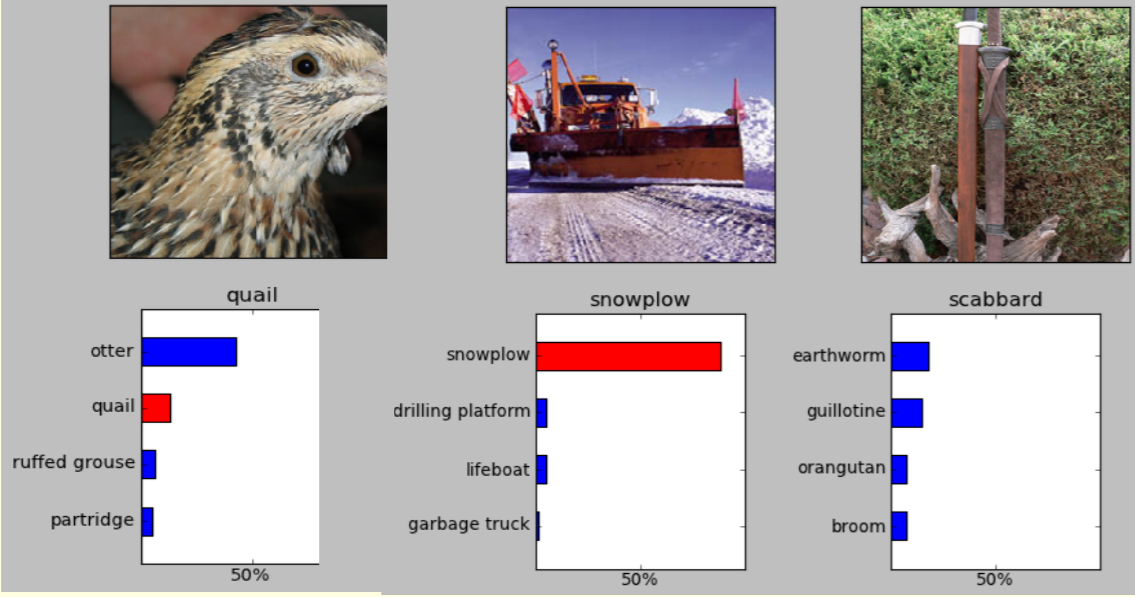 quail
otter
quail
ruffed grouse
partridge
50%
snowplow
snowplow
drilling platform
lifeboat
garbage truck
50%
scabbard
earthworm
guillotine
orangutan
broom
50%